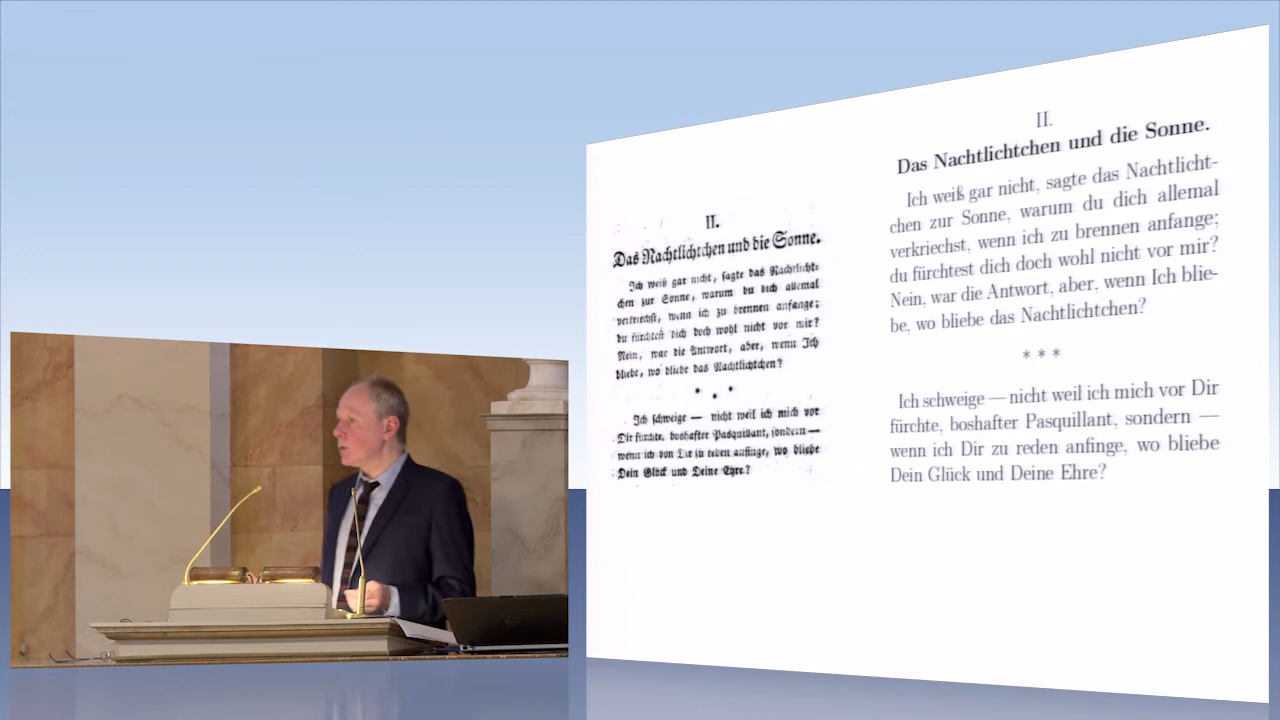 II.
Das Nachtlichtchen und die Sonne.
Ich weiß gar nicht, sagte das Nachtlicht-
chen zur Sonne, warum du dich allemal
verkriechst, wenn ich zu brennen anfange;
du fürchtest dich doch wohl nicht vor mir?
Nein, war die Antwort, aber, wenn Ich
bliebe, wo bliebe das Nachtlichtchen?
* * *
Ich schweige — nicht weil ich mich vor
Dir fürchte, boshafter Pasquillant, sondern —
wenn ich von Dir zu reden anfinge, wo bliebe
Dein Glück und Deine Ehre?
II.
Das Nachtlichtchen und die Sonne.
Ich weiß gar nicht, sagte das Nachtlicht-
chen zur Sonne, warum du dich allemal
verkriechst, wenn ich zu brennen anfange;
du fürchtest dich doch wohl nicht vor mir?
Nein, war die Antwort, aber, wenn Ich blie-
be, wo bliebe das Nachtlichtchen?
* * *
Ich schweige — nicht weil ich mich vor Dir
fürchte, boshafter Pasquillant, sondern —
wenn ich Dir zu reden anfinge, wo bliebe
Dein Glück und Deine Ehre?